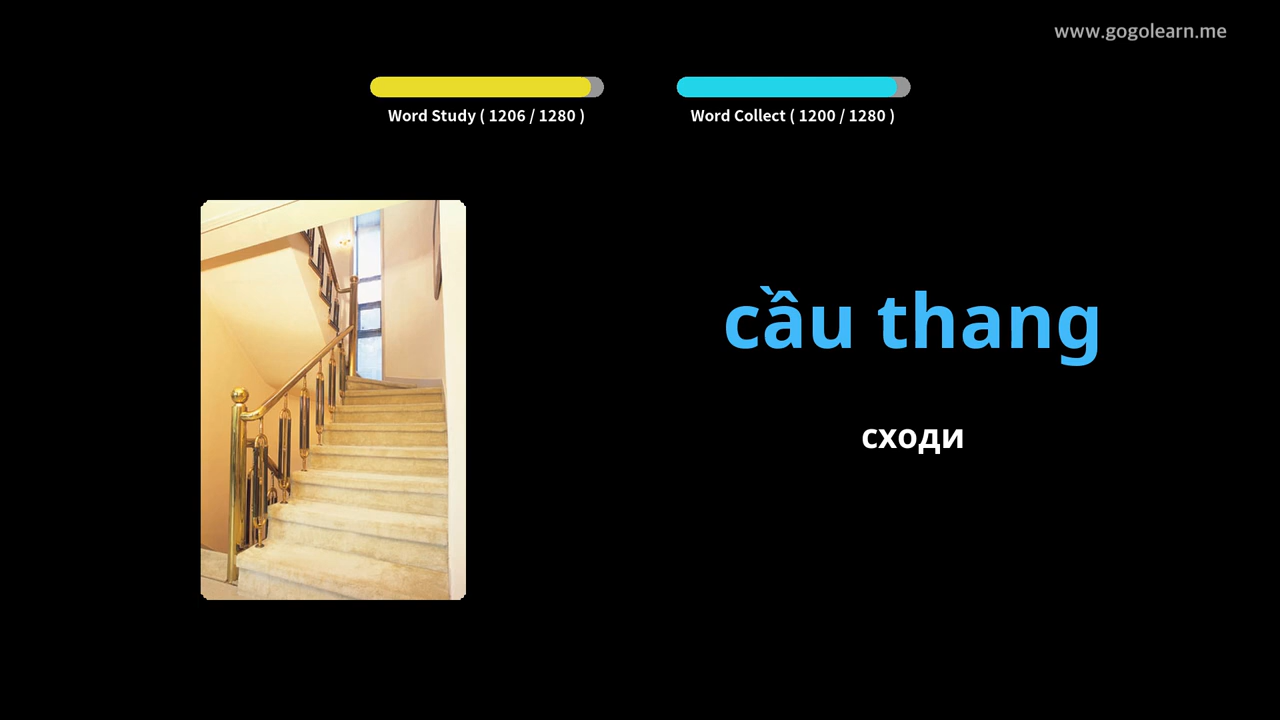 www.gogolearn.me
Word Study ( 1206 / 1280 )
Word Collect ( 1200 / 1280 )
cầu thang
сходи